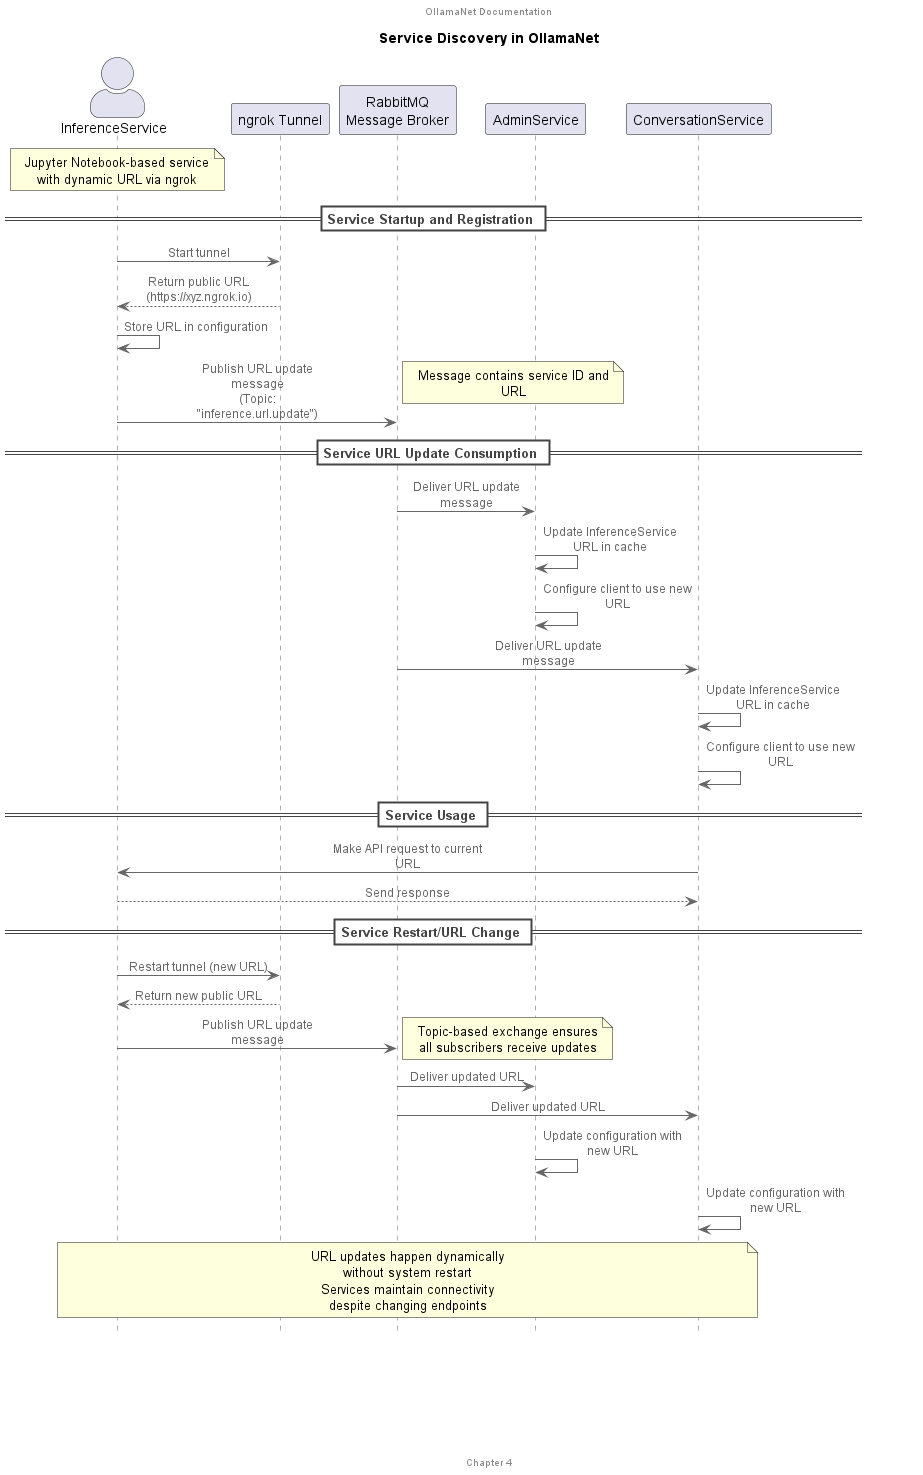 OllamaNet Documentation
Service Discovery in OllamaNet
InferenceService
ngrok Tunnel
RabbitMQ
Message Broker
AdminService
ConversationService
Jupyter Notebook-based service
with dynamic URL via ngrok
Service Startup and Registration
Start tunnel
Return public URL
(https://xyz.ngrok.io)
Store URL in configuration
Publish URL update
message
(Topic:
"inference.url.update")
Message contains service ID and
URL
Service URL Update Consumption
Deliver URL update
message
Update InferenceService
URL in cache
Configure client to use new
URL
Deliver URL update
message
Update InferenceService
URL in cache
Configure client to use new
URL
Service Usage
Make API request to current
URL
Send response
Service Restart/URL Change
Restart tunnel (new URL)
Return new public URL
Publish URL update
message
Topic-based exchange ensures
all subscribers receive updates
Deliver updated URL
Deliver updated URL
Update configuration with
new URL
Update configuration with
new URL
URL updates happen dynamically
without system restart
Services maintain connectivity
despite changing endpoints
Chapter 4